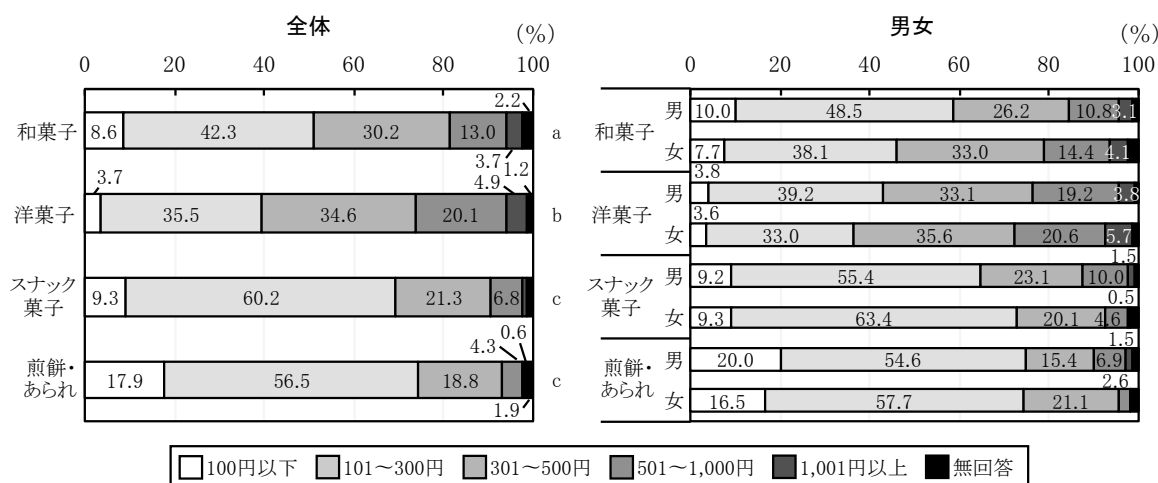 全体
(%)
0 20 40 60 80 100
2.2
和菓子 8.6 42.3 30.2 13.0 a
3.7
3.7 4.9 1.2
洋菓子 35.5 34.6 20.1 b
スナック
菓子 9.3 60.2 21.3 6.8 c
4.3 0.6
煎餅・
あられ 17.9 56.5 18.8 c
1.9
男女
(%)
0 20 40 60 80 100
和菓子
男 10.0 48.5 26.2 10.8 3.1
女 7.7 38.1 33.0 14.4 4.1
洋菓子
3.8
男 39.2 33.1 19.2 3.8
3.6
女 33.0 35.6 20.6 5.7
スナック
菓子
1.5
男 9.2 55.4 23.1 10.0
0.5
女 9.3 63.4 20.1 4.6
煎餅・
あられ
1.5
男 20.0 54.6 15.4 6.9
2.6
女 16.5 57.7 21.1
100円以下 101～300円 301～500円 501～1,000円 1,001円以上 無回答